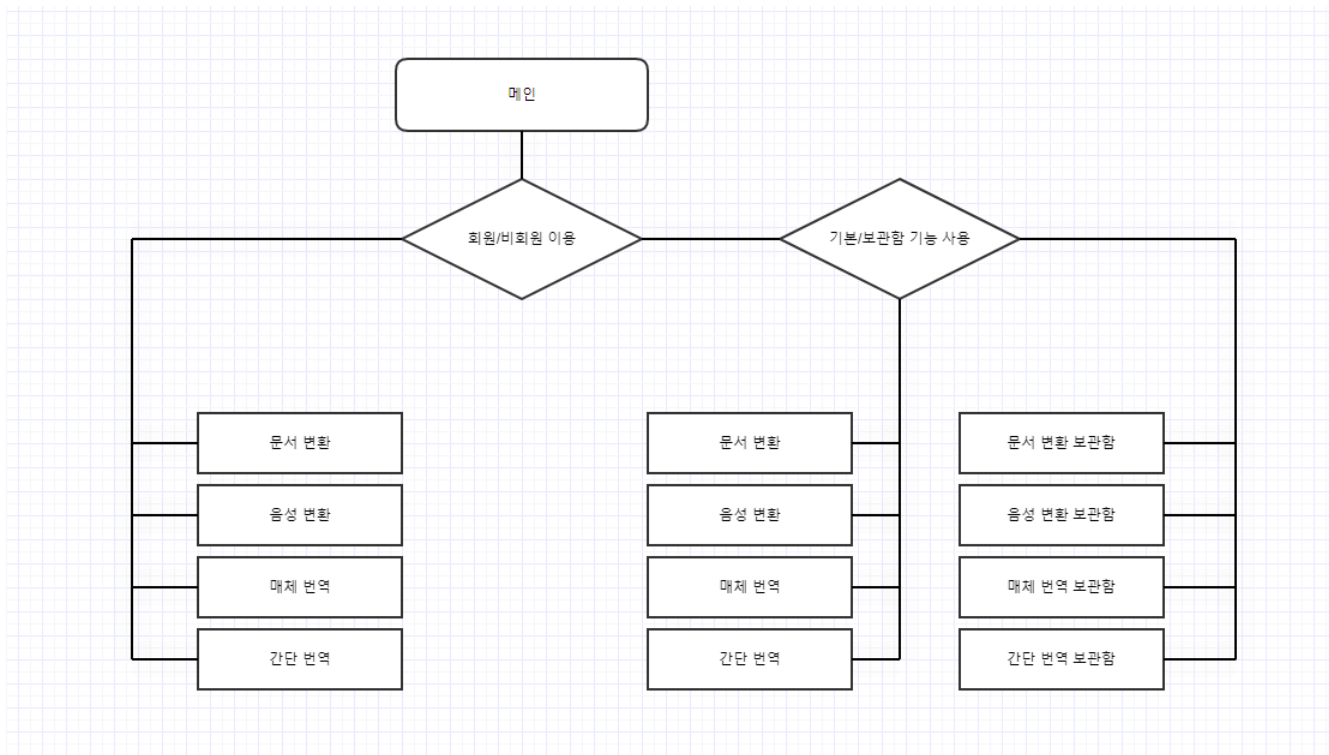 메인
회원/비회원 이용
기본/보관함 기능 사용
문서 변환
음성 변환
매체 번역
간단 번역
문서 변환
음성 변환
매체 번역
간단 번역
문서 변환 보관함
음성 변환 보관함
매체 번역 보관함
간단 번역 보관함